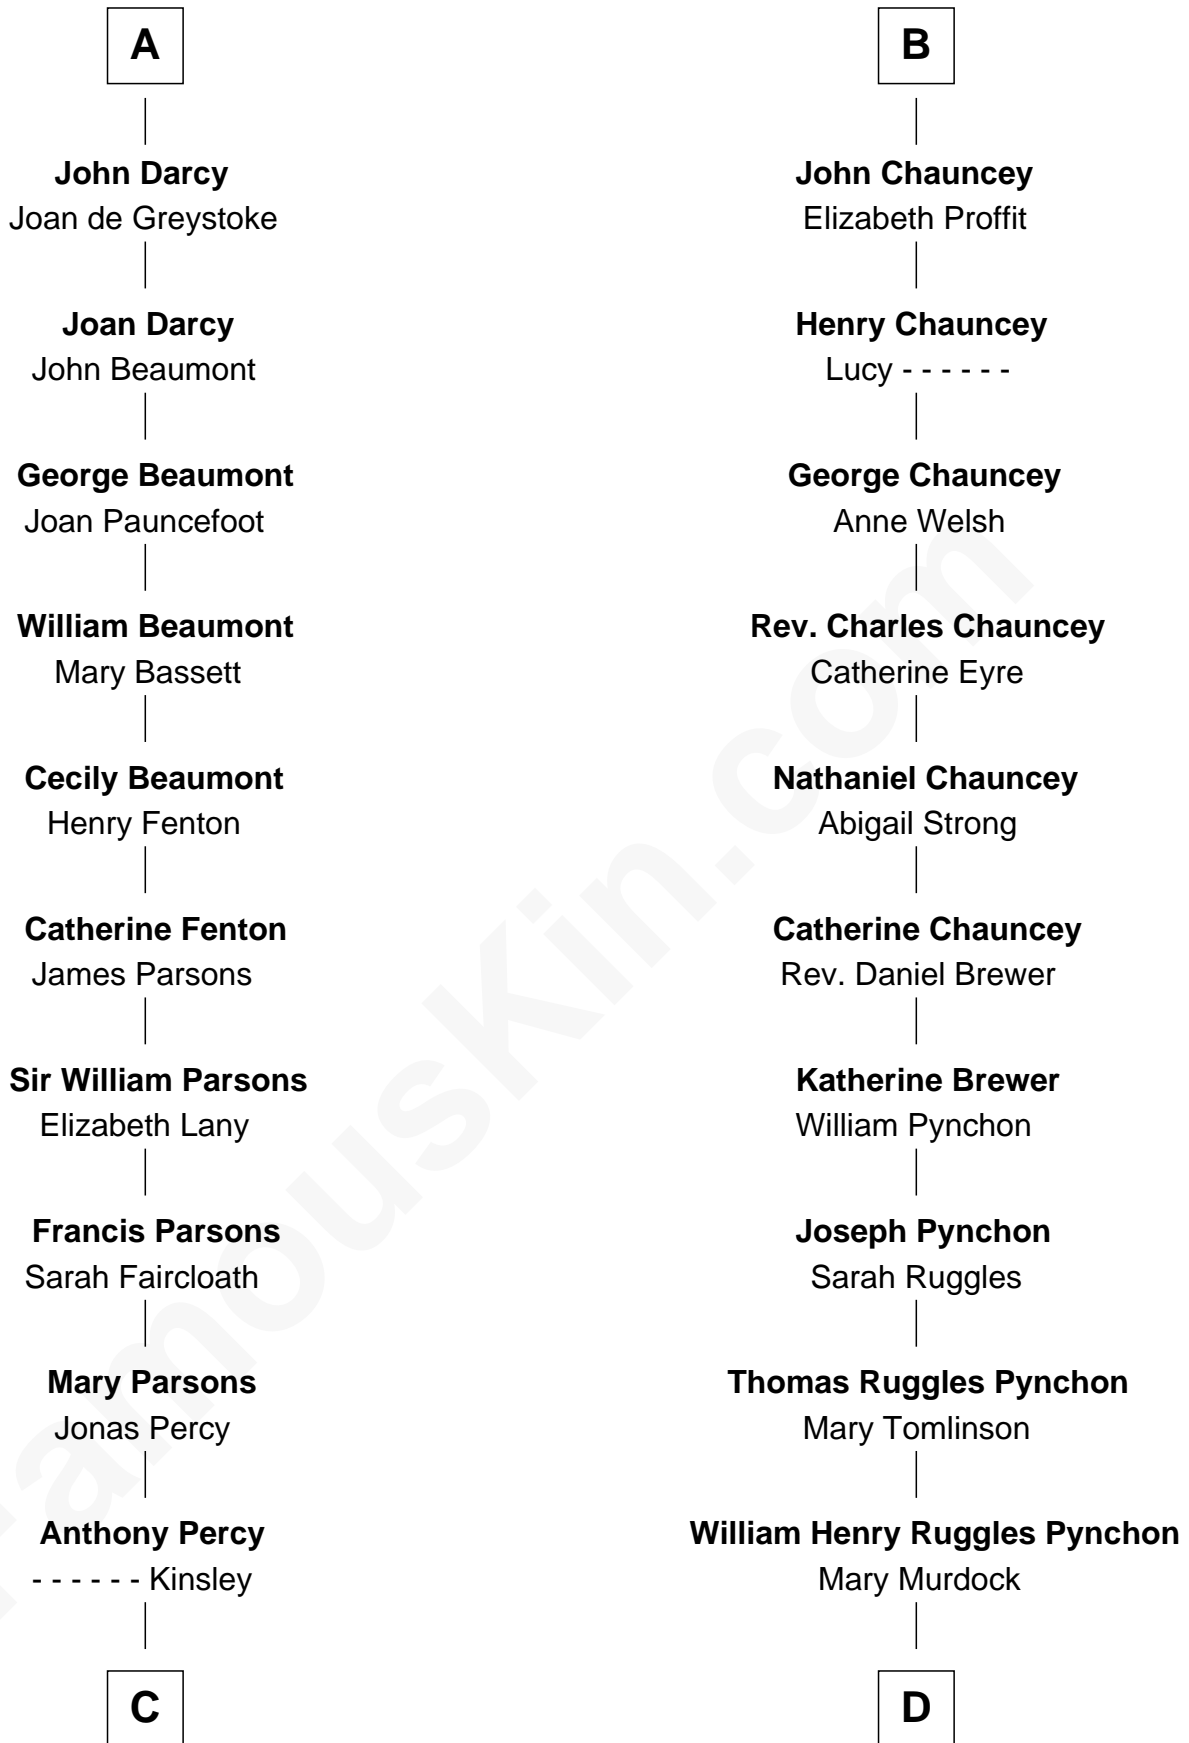 A
John Darcy
Joan de Greystoke
Joan Darcy
John Beaumont
George Beaumont
Joan Pauncefoot
William Beaumont
Mary Bassett
Cecily Beaumont
Henry Fenton
Catherine Fenton
James Parsons
Sir William Parsons
Elizabeth Lany
Francis Parsons
Sarah Faircloath
Mary Parsons
Jonas Percy
Anthony Percy
- - - - - - Kinsley
C
B
John Chauncey
Elizabeth Proffit
Henry Chauncey
Lucy - - - - - -
George Chauncey
Anne Welsh
Rev. Charles Chauncey
Catherine Eyre
Nathaniel Chauncey
Abigail Strong
Catherine Chauncey
Rev. Daniel Brewer
Katherine Brewer
William Pynchon
Joseph Pynchon
Sarah Ruggles
Thomas Ruggles Pynchon
Mary Tomlinson
William Henry Ruggles Pynchon
Mary Murdock
D
FamousKin.com